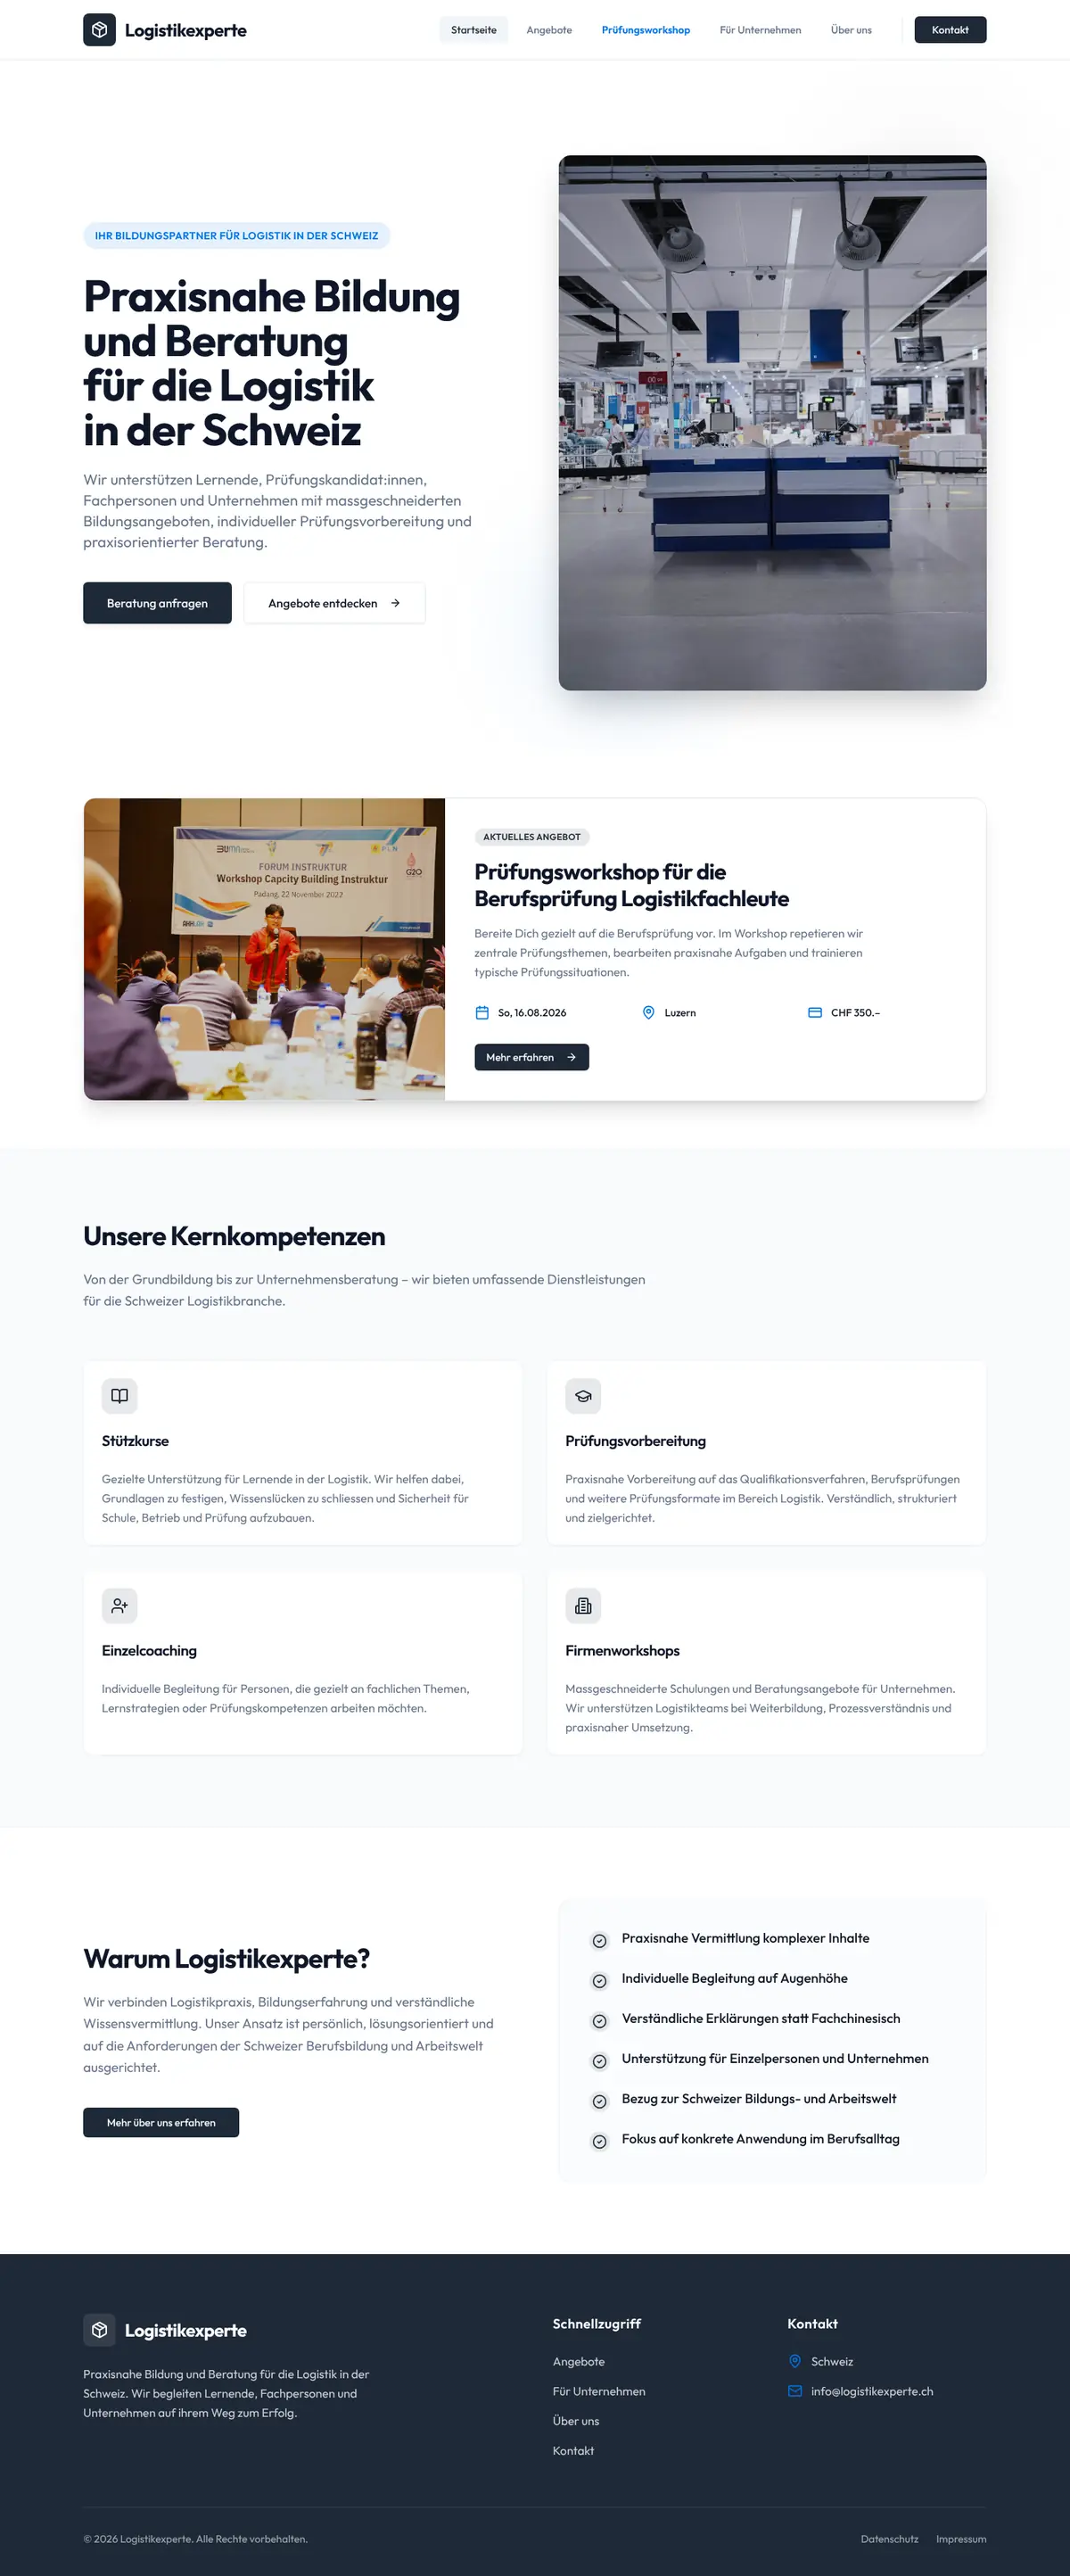 Logistikexperte
Startseite
Angebote
Prüfungsworkshop
Für Unternehmen
Über uns
Kontakt
IHR BILDUNGSPARTNER FÜR LOGISTIK IN DER SCHWEIZ
Praxisnahe Bildung
und Beratung
für die Logistik
in der Schweiz
Wir unterstützen Lernende, Prüfungskandidat:innen,
Fachpersonen und Unternehmen mit massgeschneiderten
Bildungsangeboten, individueller Prüfungsvorbereitung und
praxisorientierter Beratung.
Beratung anfragen
Angebote entdecken
FORUM INSTRUKTUR
Workshop Capcity Building Instruktur
Padang, 22 November 2022
G20
AKTUELLES ANGEBOT
Prüfungsworkshop für die
Berufsprüfung Logistikfachleute
Bereite Dich gezielt auf die Berufsprüfung vor. Im Workshop repetieren wir
zentrale Prüfungsthemen, bearbeiten praxisnahe Aufgaben und trainieren
typische Prüfungssituationen.
So, 16.08.2026
Luzern
CHF 350.–
Mehr erfahren
Unsere Kernkompetenzen
Von der Grundbildung bis zur Unternehmensberatung – wir bieten umfassende Dienstleistungen
für die Schweizer Logistikbranche.
Stützkurse
Gezielte Unterstützung für Lernende in der Logistik. Wir helfen dabei,
Grundlagen zu festigen, Wissenslücken zu schliessen und Sicherheit für
Schule, Betrieb und Prüfung aufzubauen.
Prüfungsvorbereitung
Praxisnahe Vorbereitung auf das Qualifikationsverfahren, Berufsprüfungen
und weitere Prüfungsformate im Bereich Logistik. Verständlich, strukturiert
und zielgerichtet.
Einzelcoaching
Individuelle Begleitung für Personen, die gezielt an fachlichen Themen,
Lernstrategien oder Prüfungskompetenzen arbeiten möchten.
Firmenworkshops
Massgeschneiderte Schulungen und Beratungsangebote für Unternehmen.
Wir unterstützen Logistikteams bei Weiterbildung, Prozessverständnis und
praxisnaher Umsetzung.
Warum Logistikexperte?
Wir verbinden Logistikpraxis, Bildungserfahrung und verständliche
Wissensvermittlung. Unser Ansatz ist persönlich, lösungsorientiert und
auf die Anforderungen der Schweizer Berufsbildung und Arbeitswelt
ausgerichtet.
Mehr über uns erfahren
Praxisnahe Vermittlung komplexer Inhalte
Individuelle Begleitung auf Augenhöhe
Verständliche Erklärungen statt Fachchinesisch
Unterstützung für Einzelpersonen und Unternehmen
Bezug zur Schweizer Bildungs- und Arbeitswelt
Fokus auf konkrete Anwendung im Berufsalltag
Logistikexperte
Praxisnahe Bildung und Beratung für die Logistik in der
Schweiz. Wir begleiten Lernende, Fachpersonen und
Unternehmen auf ihrem Weg zum Erfolg.
Schnellzugriff
Angebote
Für Unternehmen
Über uns
Kontakt
Kontakt
Schweiz
info@logistikexperte.ch
© 2026 Logistikexperte. Alle Rechte vorbehalten.
Datenschutz
Impressum